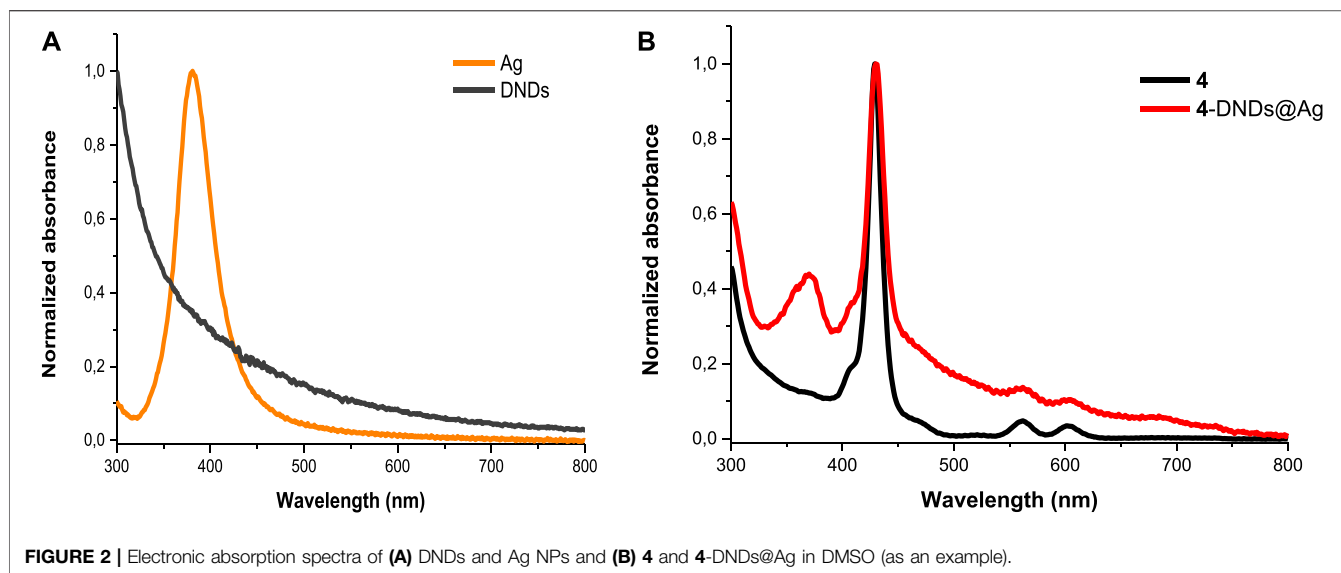 A
Ag
DNDs
1,0
0,8
0,6
0,4
0,2
0,0
Normalized absorbance
300 400 500 600 700 800
Wavelength (nm)
B
4
4-DNDs@Ag
1,0
0,8
0,6
0,4
0,2
0,0
Normalized absorbance
300 400 500 600 700 800
Wavelength (nm)
FIGURE 2 | Electronic absorption spectra of (A) DNDs and Ag NPs and (B) 4 and 4-DNDs@Ag in DMSO (as an example).